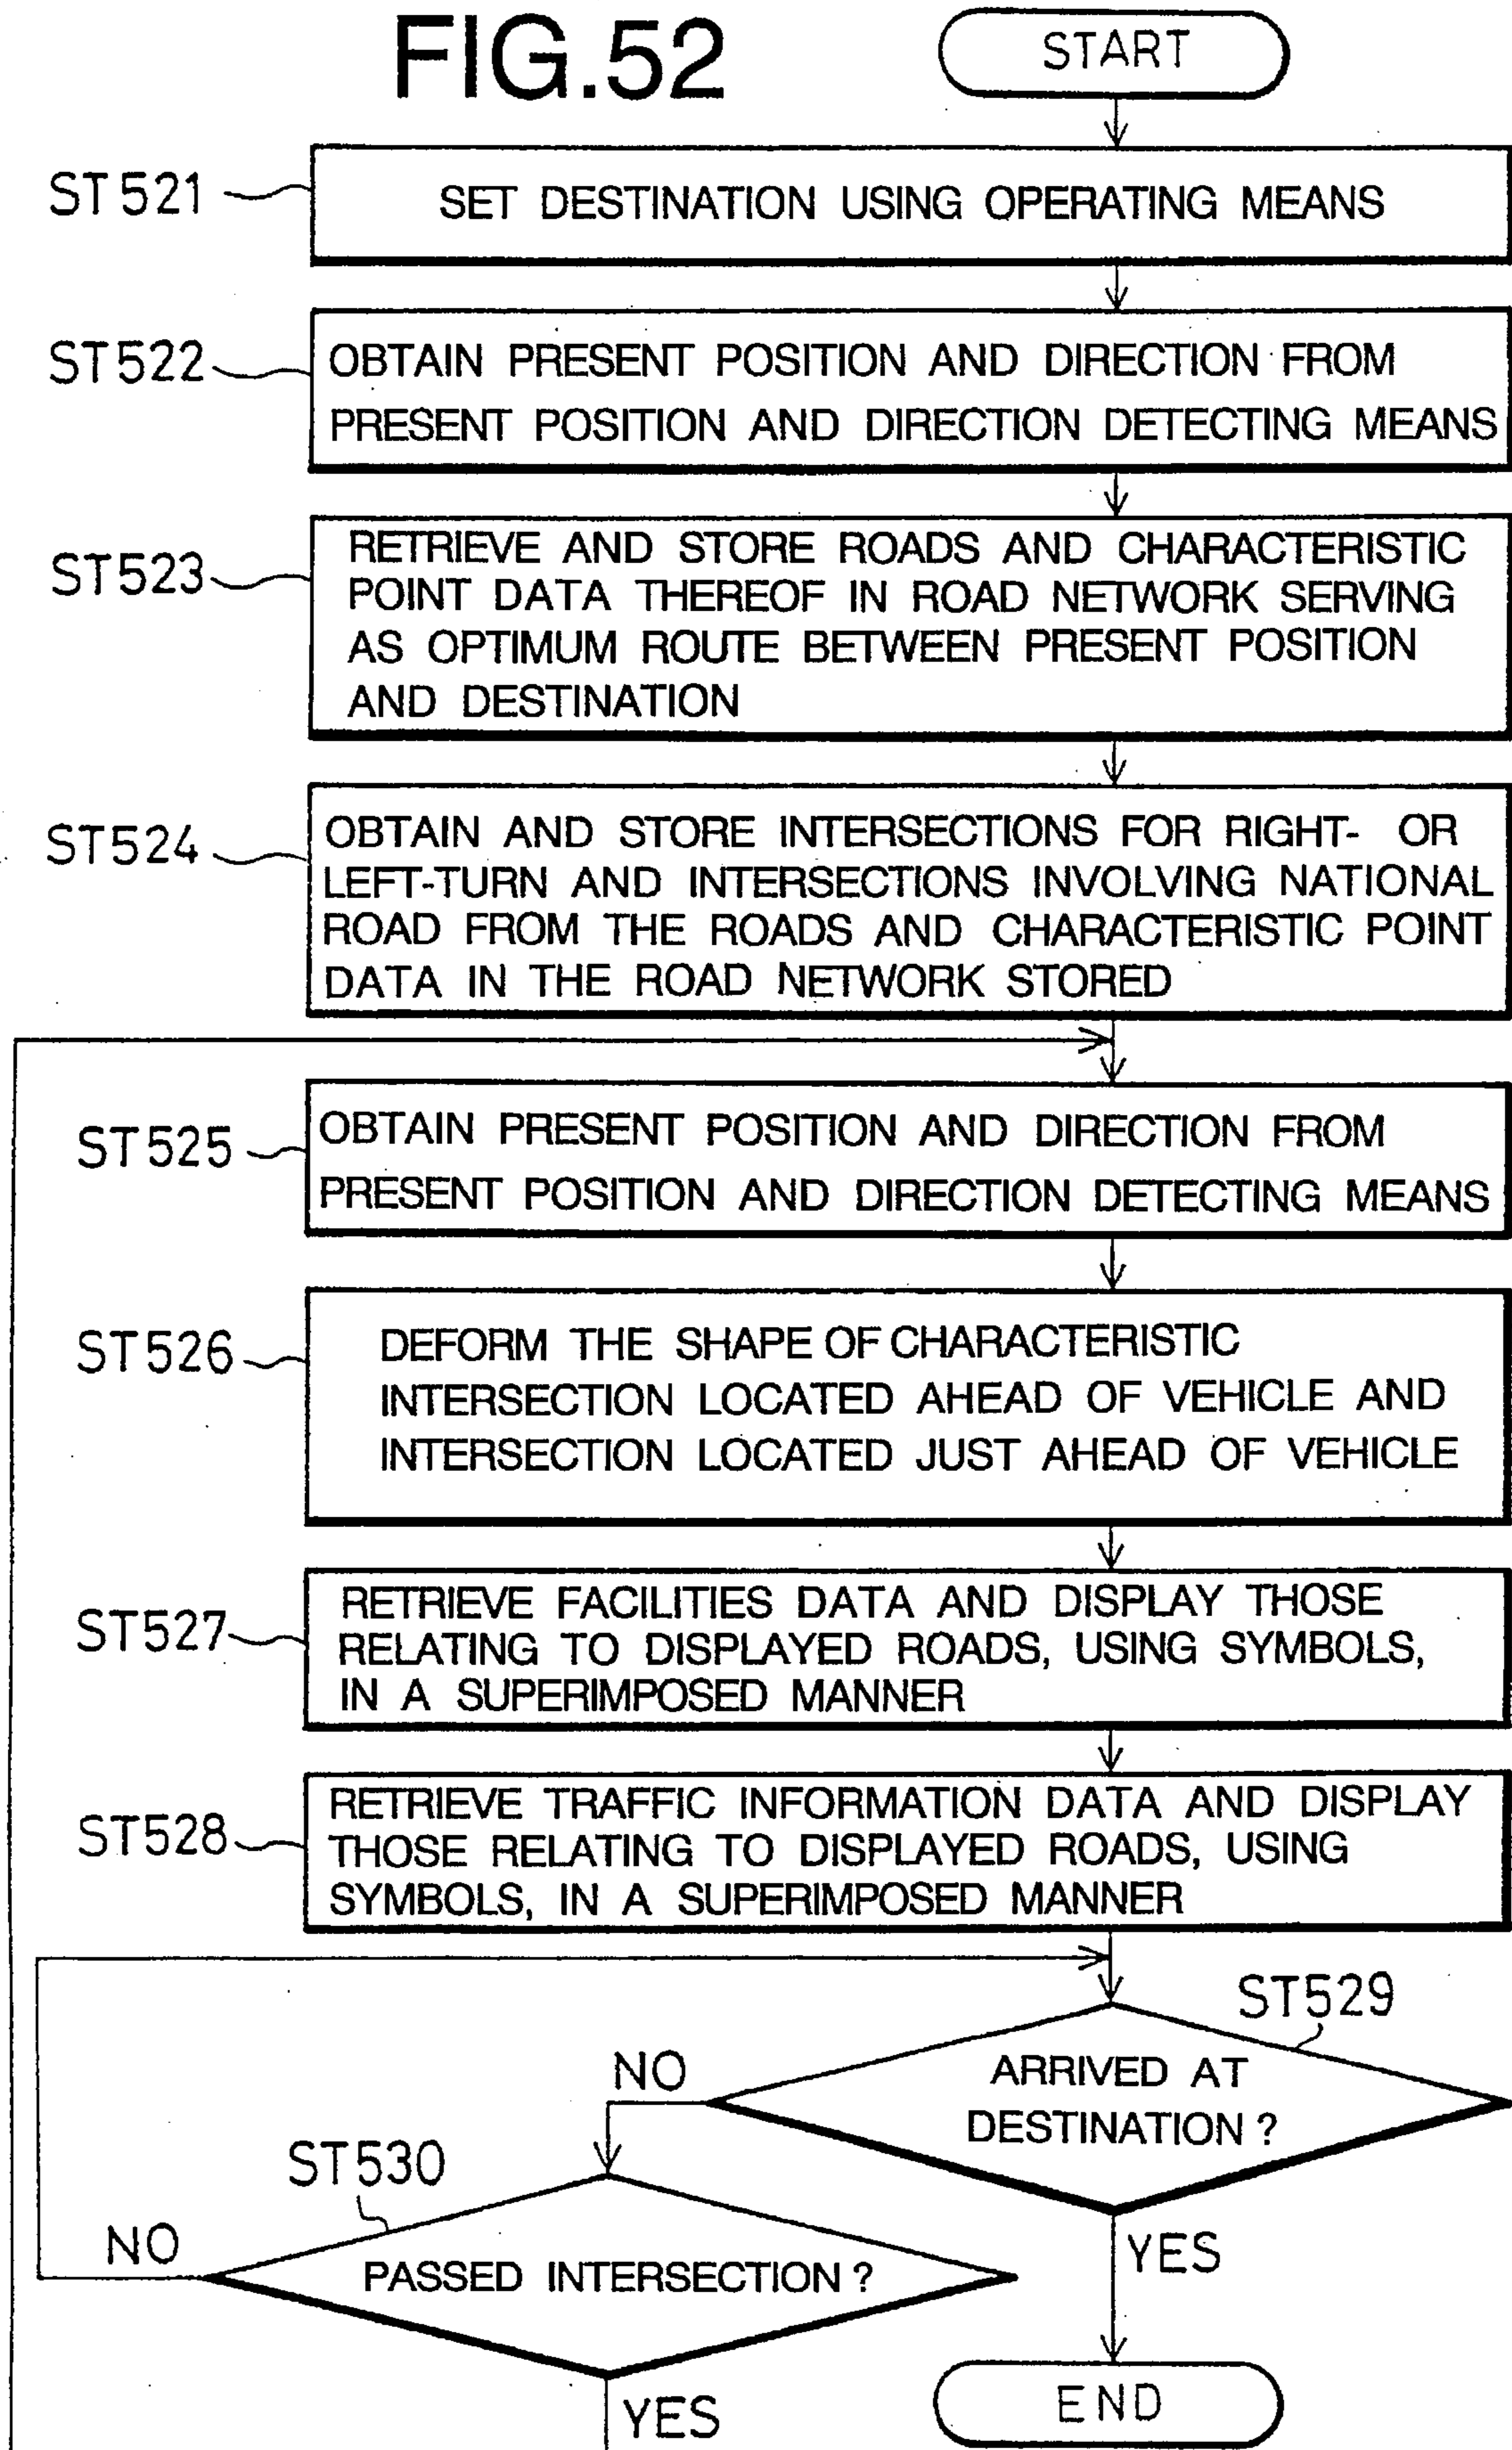 FIG.52
START
ST521
SET DESTINATION USING OPERATING MEANS
ST522
OBTAIN PRESENT POSITION AND DIRECTION FROM
PRESENT POSITION AND DIRECTION DETECTING MEANS
ST523
RETRIEVE AND STORE ROADS AND CHARACTERISTIC
POINT DATA THEREOF IN ROAD NETWORK SERVING
AS OPTIMUM ROUTE BETWEEN PRESENT POSITION
AND DESTINATION
ST524
OBTAIN AND STORE INTERSECTIONS FOR RIGHT- OR
LEFT-TURN AND INTERSECTIONS INVOLVING NATIONAL
ROAD FROM THE ROADS AND CHARACTERISTIC POINT
DATA IN THE ROAD NETWORK STORED
ST525
OBTAIN PRESENT POSITION AND DIRECTION FROM
PRESENT POSITION AND DIRECTION DETECTING MEANS
ST526
DEFORM THE SHAPE OF CHARACTERISTIC
INTERSECTION LOCATED AHEAD OF VEHICLE AND
INTERSECTION LOCATED JUST AHEAD OF VEHICLE
ST527
RETRIEVE FACILITIES DATA AND DISPLAY THOSE
RELATING TO DISPLAYED ROADS, USING SYMBOLS,
IN A SUPERIMPOSED MANNER
ST528
RETRIEVE TRAFFIC INFORMATION DATA AND DISPLAY
THOSE RELATING TO DISPLAYED ROADS, USING
SYMBOLS, IN A SUPERIMPOSED MANNER
ST529
NO
ARRIVED AT
DESTINATION ?
ST530
NO
PASSED INTERSECTION ?
YES
YES
END